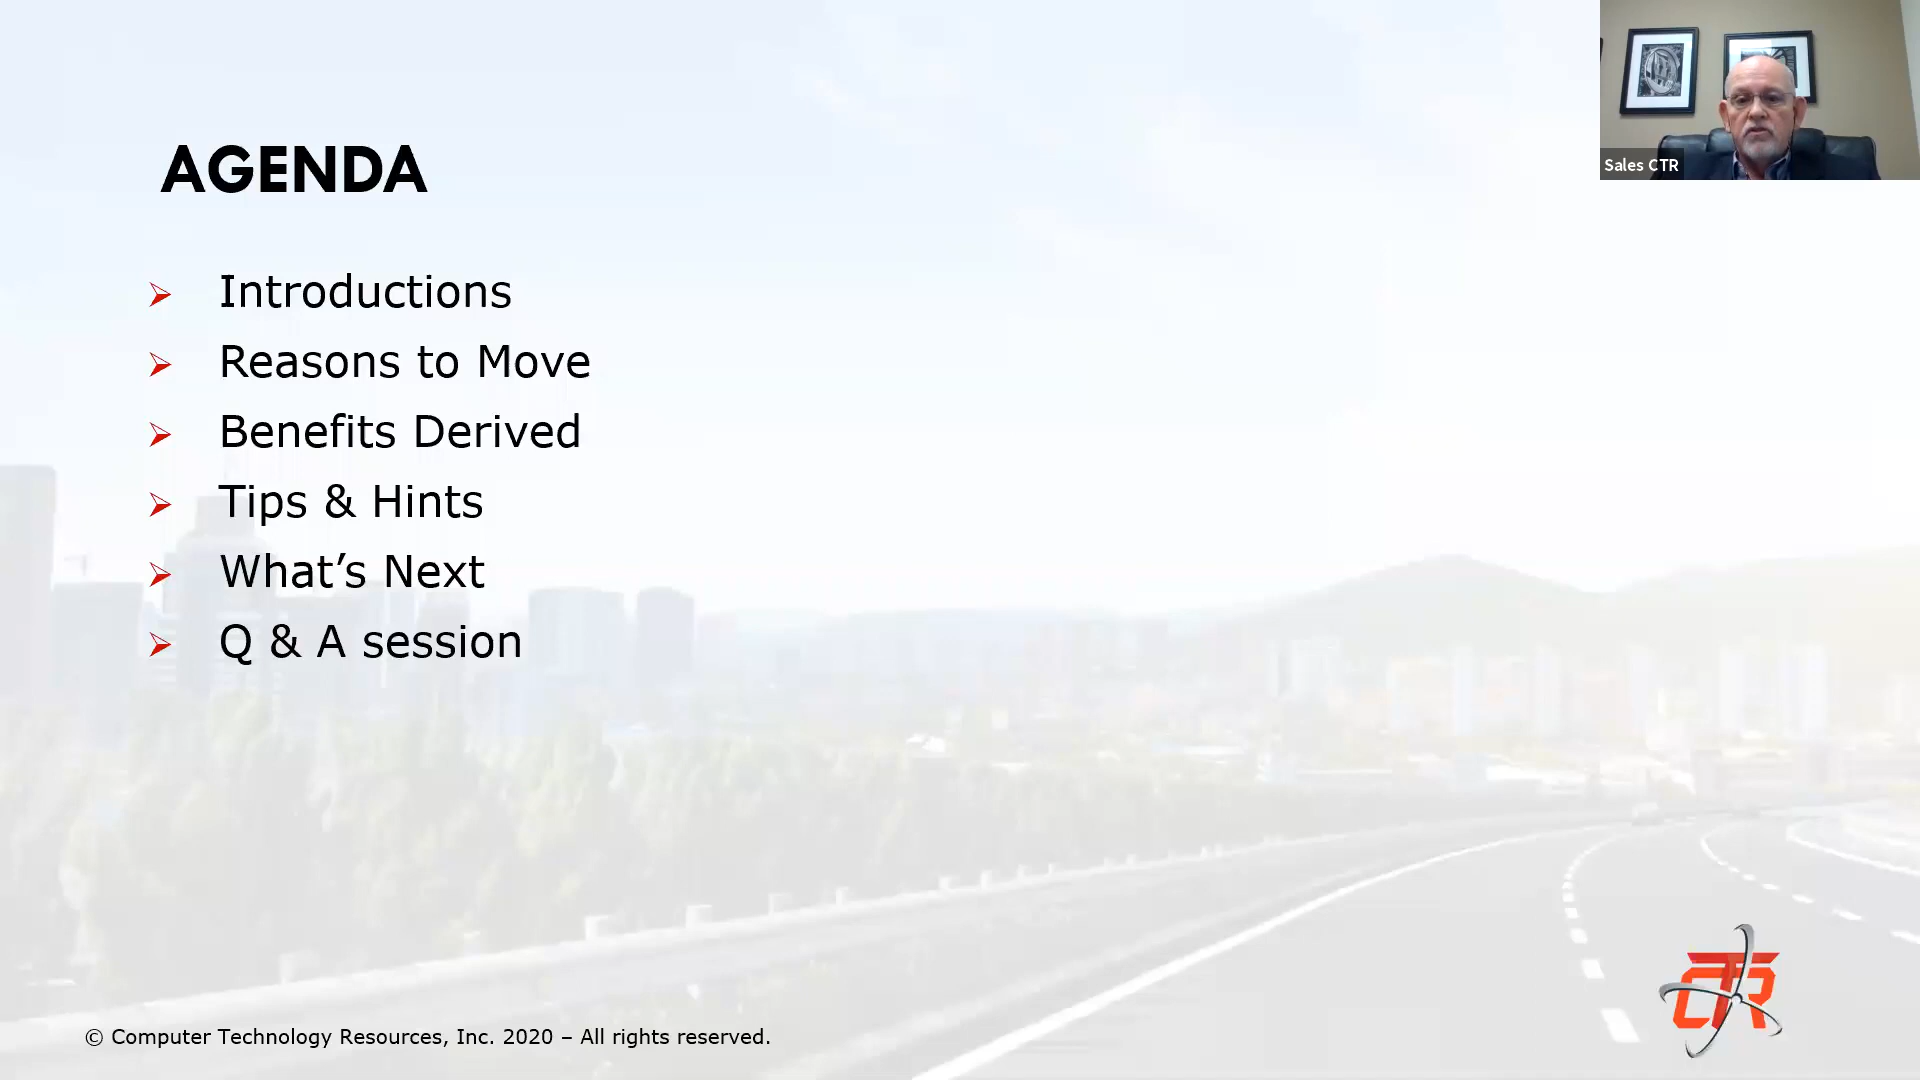 Sales CTR
AGENDA
Introductions
Reasons to Move
Benefits Derived
Tips & Hints
What’s Next
Q & A session
© Computer Technology Resources, Inc. 2020 – All rights reserved.
CTR